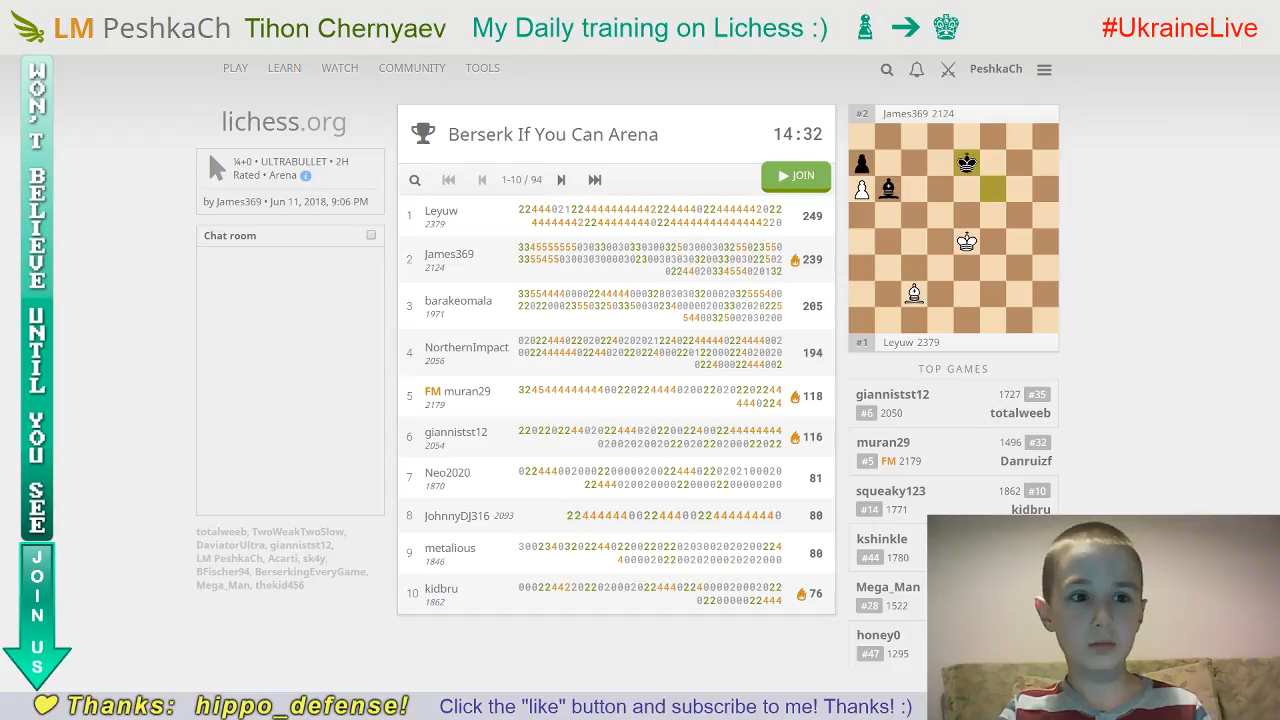 LM PeshkaCh Tihon Chernyaev My Daily training on Lichess :) #UkraineLive
WON'T BELIEVE UNTIL YOU SEE
JOIN US
PLAY LEARN WATCH COMMUNITY TOOLS PeshkaCh
lichess.org
¼+0 • ULTRABULLET • 2H
Rated • Arena
by James369 • Jun 11, 2018, 9:06 PM
Chat room
totalweeb, TwoWeakTwoSlow,
DaviatorUltra, giannistst12,
LM PeshkaCh, Acarti, sk4y,
BFischer94, BerserkingEveryGame,
Mega_Man, thekid456
Berserk If You Can Arena 14:32
1-10 / 94 JOIN
1 Leyuw 249
2379
2 James369 239
2124
3 barakeomala 205
1971
4 NorthernImpact 194
2056
5 FM muran29 118
2179
6 giannistst12 116
2054
7 Neo2020 81
1870
8 JohnnyDJ316 2093 80
9 metalious 80
1846
10 kidbru 76
1862
#2 James369 2124
#1 Leyuw 2379
TOP GAMES
giannistst12 1727 #35
#6 2050 totalweeb
muran29 1496 #32
#5 FM 2179 Danruizf
squeaky123 1862 #10
#14 1771 kidbru
kshinkle
#44 1780
Mega_Man
#28 1522
honey0
#47 1295
Thanks: hippo_defense! Click the "like" button and subscribe to me! Thanks! :)